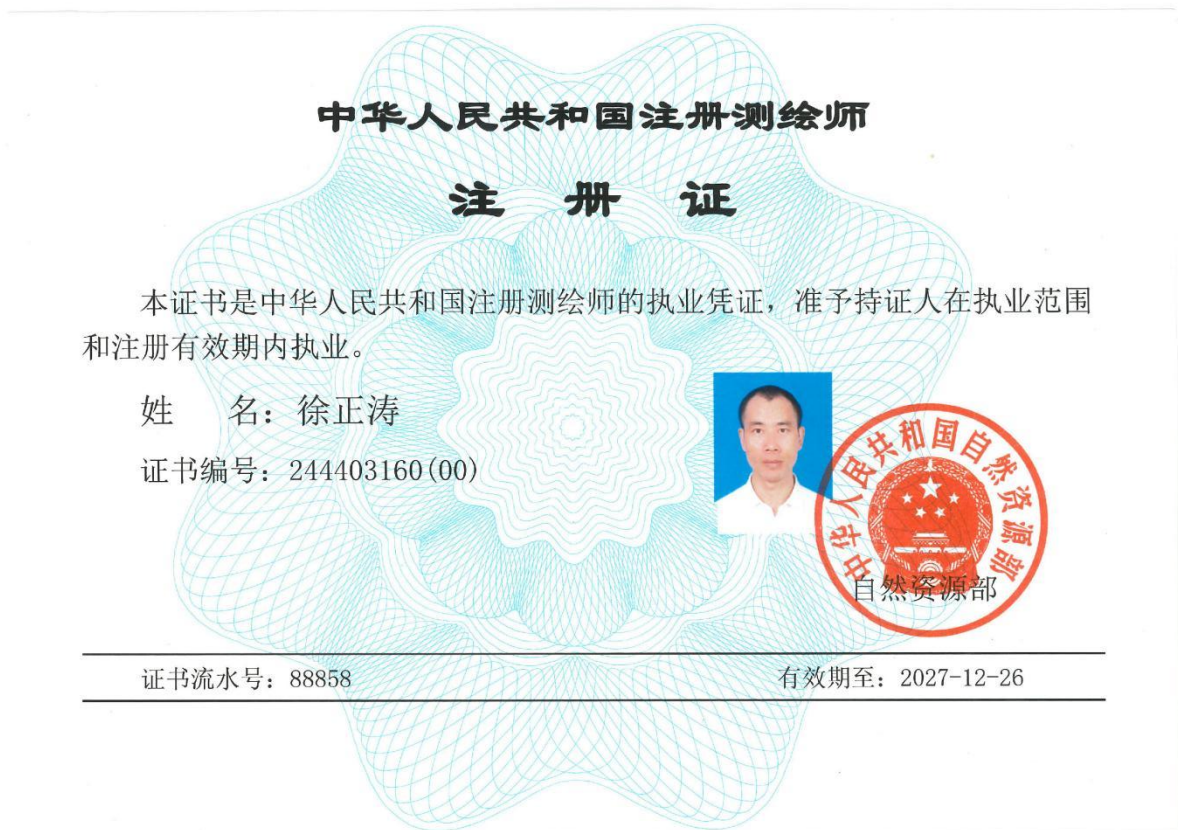 中华人民共和国注册测绘师
注 册 证
本证书是中华人民共和国注册测绘师的执业凭证，准予持证人在执业范围
和注册有效期内执业。
姓 名：徐正涛
证书编号：244403160(00)
中华人民共和国自然资源部
自然资源部
证书流水号：88858
有效期至：2027-12-26